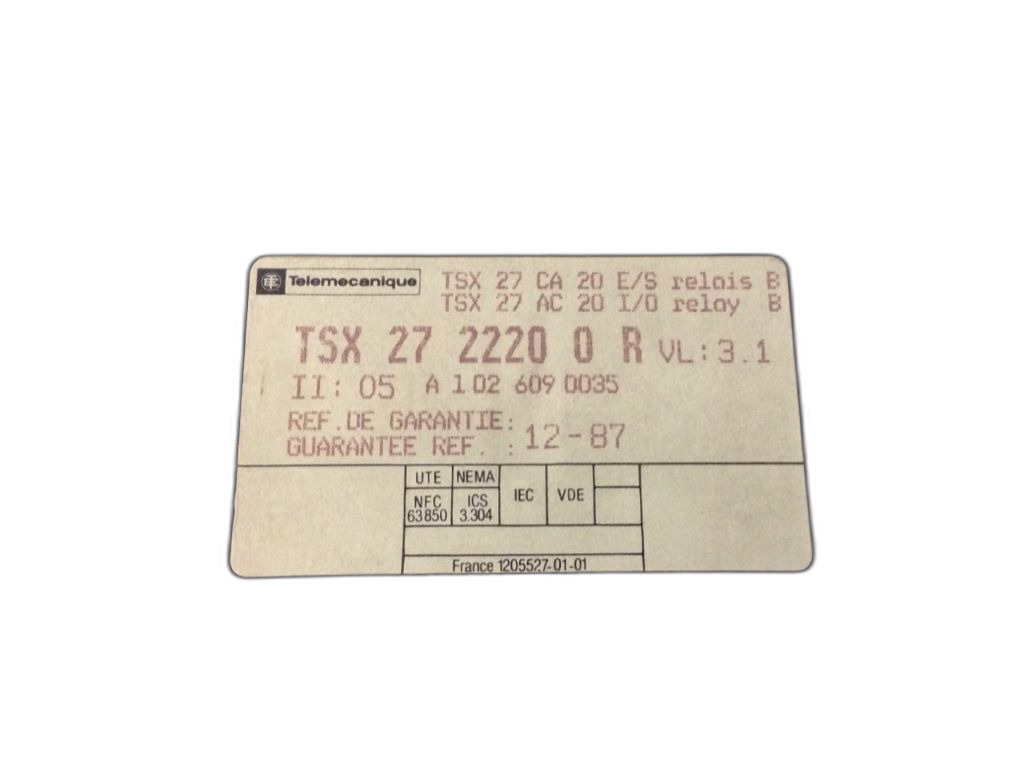 TE Telemecanique
TSX 27 CA 20 E/S relais B
TSX 27 AC 20 I/O relay B
TSX 27 2220 0 R VL:3.1
II: 05 A 102 609 0035
REF.DE GARANTIE:
GUARANTEE REF. : 12-87
UTE NEMA
NFC ICS IEC VDE
63850 3.304
France 1205527-01-01